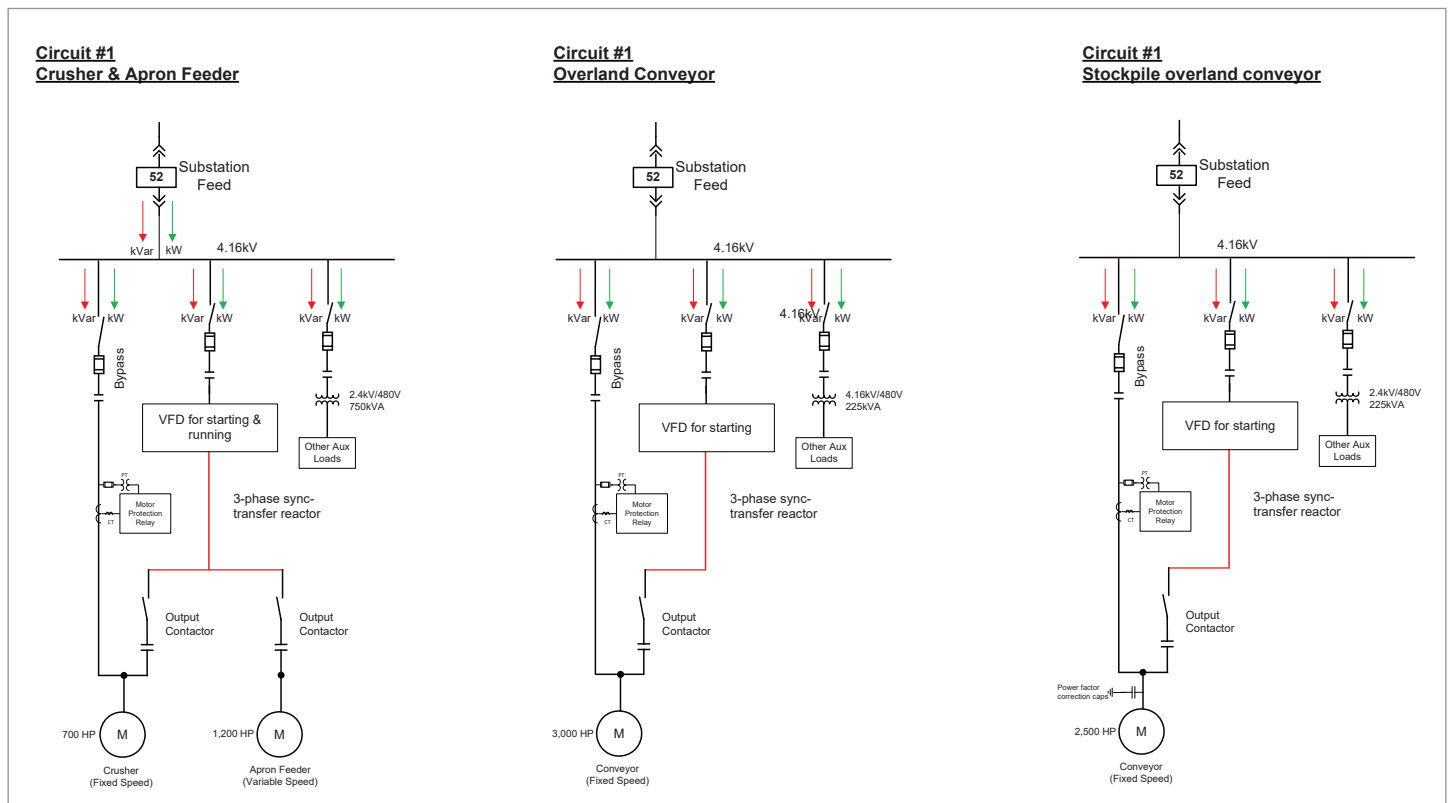 Circuit #1
Crusher & Apron Feeder
52
Substation
Feed
kVar
kW
4.16kV
kVar
kW
kVar
kW
kVar
kW
Bypass
2.4kV/480V
750kVA
VFD for starting &
running
Other Aux
Loads
PT
CT
Motor
Protection
Relay
3-phase sync-
transfer reactor
Output
Contactor
Output
Contactor
700 HP
M
1,200 HP
M
Crusher
(Fixed Speed)
Apron Feeder
(Variable Speed)
Circuit #1
Overland Conveyor
52
Substation
Feed
4.16kV
kVar
kW
kVar
kW
4.16kV
kVar
kW
Bypass
4.16kV/480V
225kVA
VFD for starting
Other Aux
Loads
PT
CT
Motor
Protection
Relay
3-phase sync-
transfer reactor
Output
Contactor
3,000 HP
M
Conveyor
(Fixed Speed)
Circuit #1
Stockpile overland conveyor
52
Substation
Feed
4.16kV
kVar
kW
kVar
kW
kVar
kW
Bypass
2.4kV/480V
225kVA
VFD for starting
Other Aux
Loads
PT
CT
Motor
Protection
Relay
3-phase sync-
transfer reactor
Output
Contactor
Power factor
correction caps
2,500 HP
M
Conveyor
(Fixed Speed)